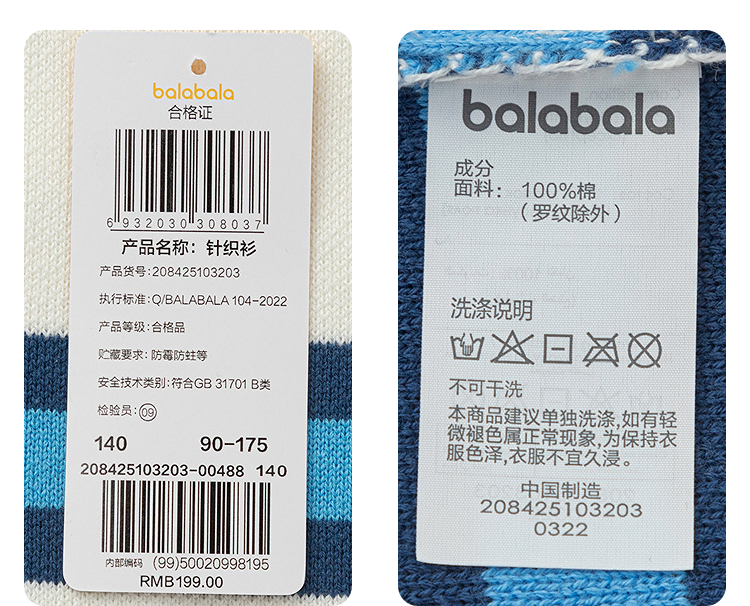 balabala
合格证
6 932030 308037
产品名称：针织衫
产品货号:208425103203
执行标准:Q/BALABALA 104-2022
产品等级:合格品
贮藏要求：防霉防蛀等
安全技术类别:符合GB 31701 B类
检验员:09
140 90-175
208425103203-00488 140
内部编码 (99)50020998195
RMB199.00
balabala
成分
面料： 100%棉
（罗纹除外）
洗涤说明
不可干洗
本商品建议单独洗涤,如有轻
微褪色属正常现象,为保持衣
服色泽,衣服不宜久浸。
中国制造
208425103203
0322